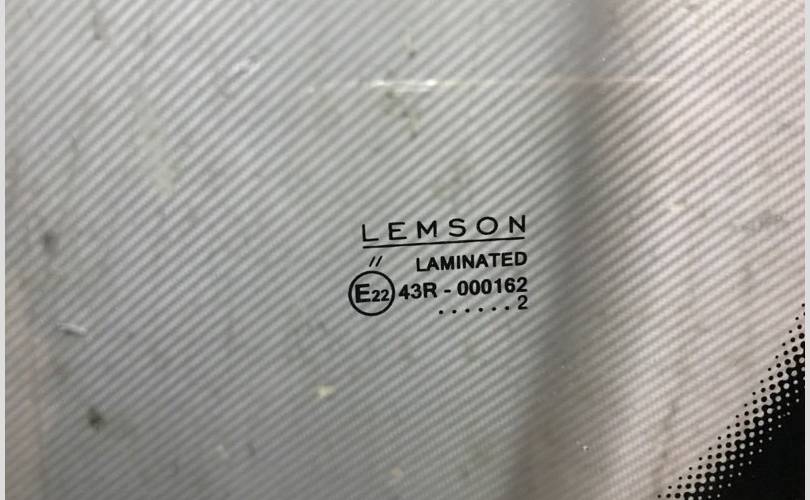 LEMSON
// LAMINATED
E22 43R - 000162
. . . . . . 2